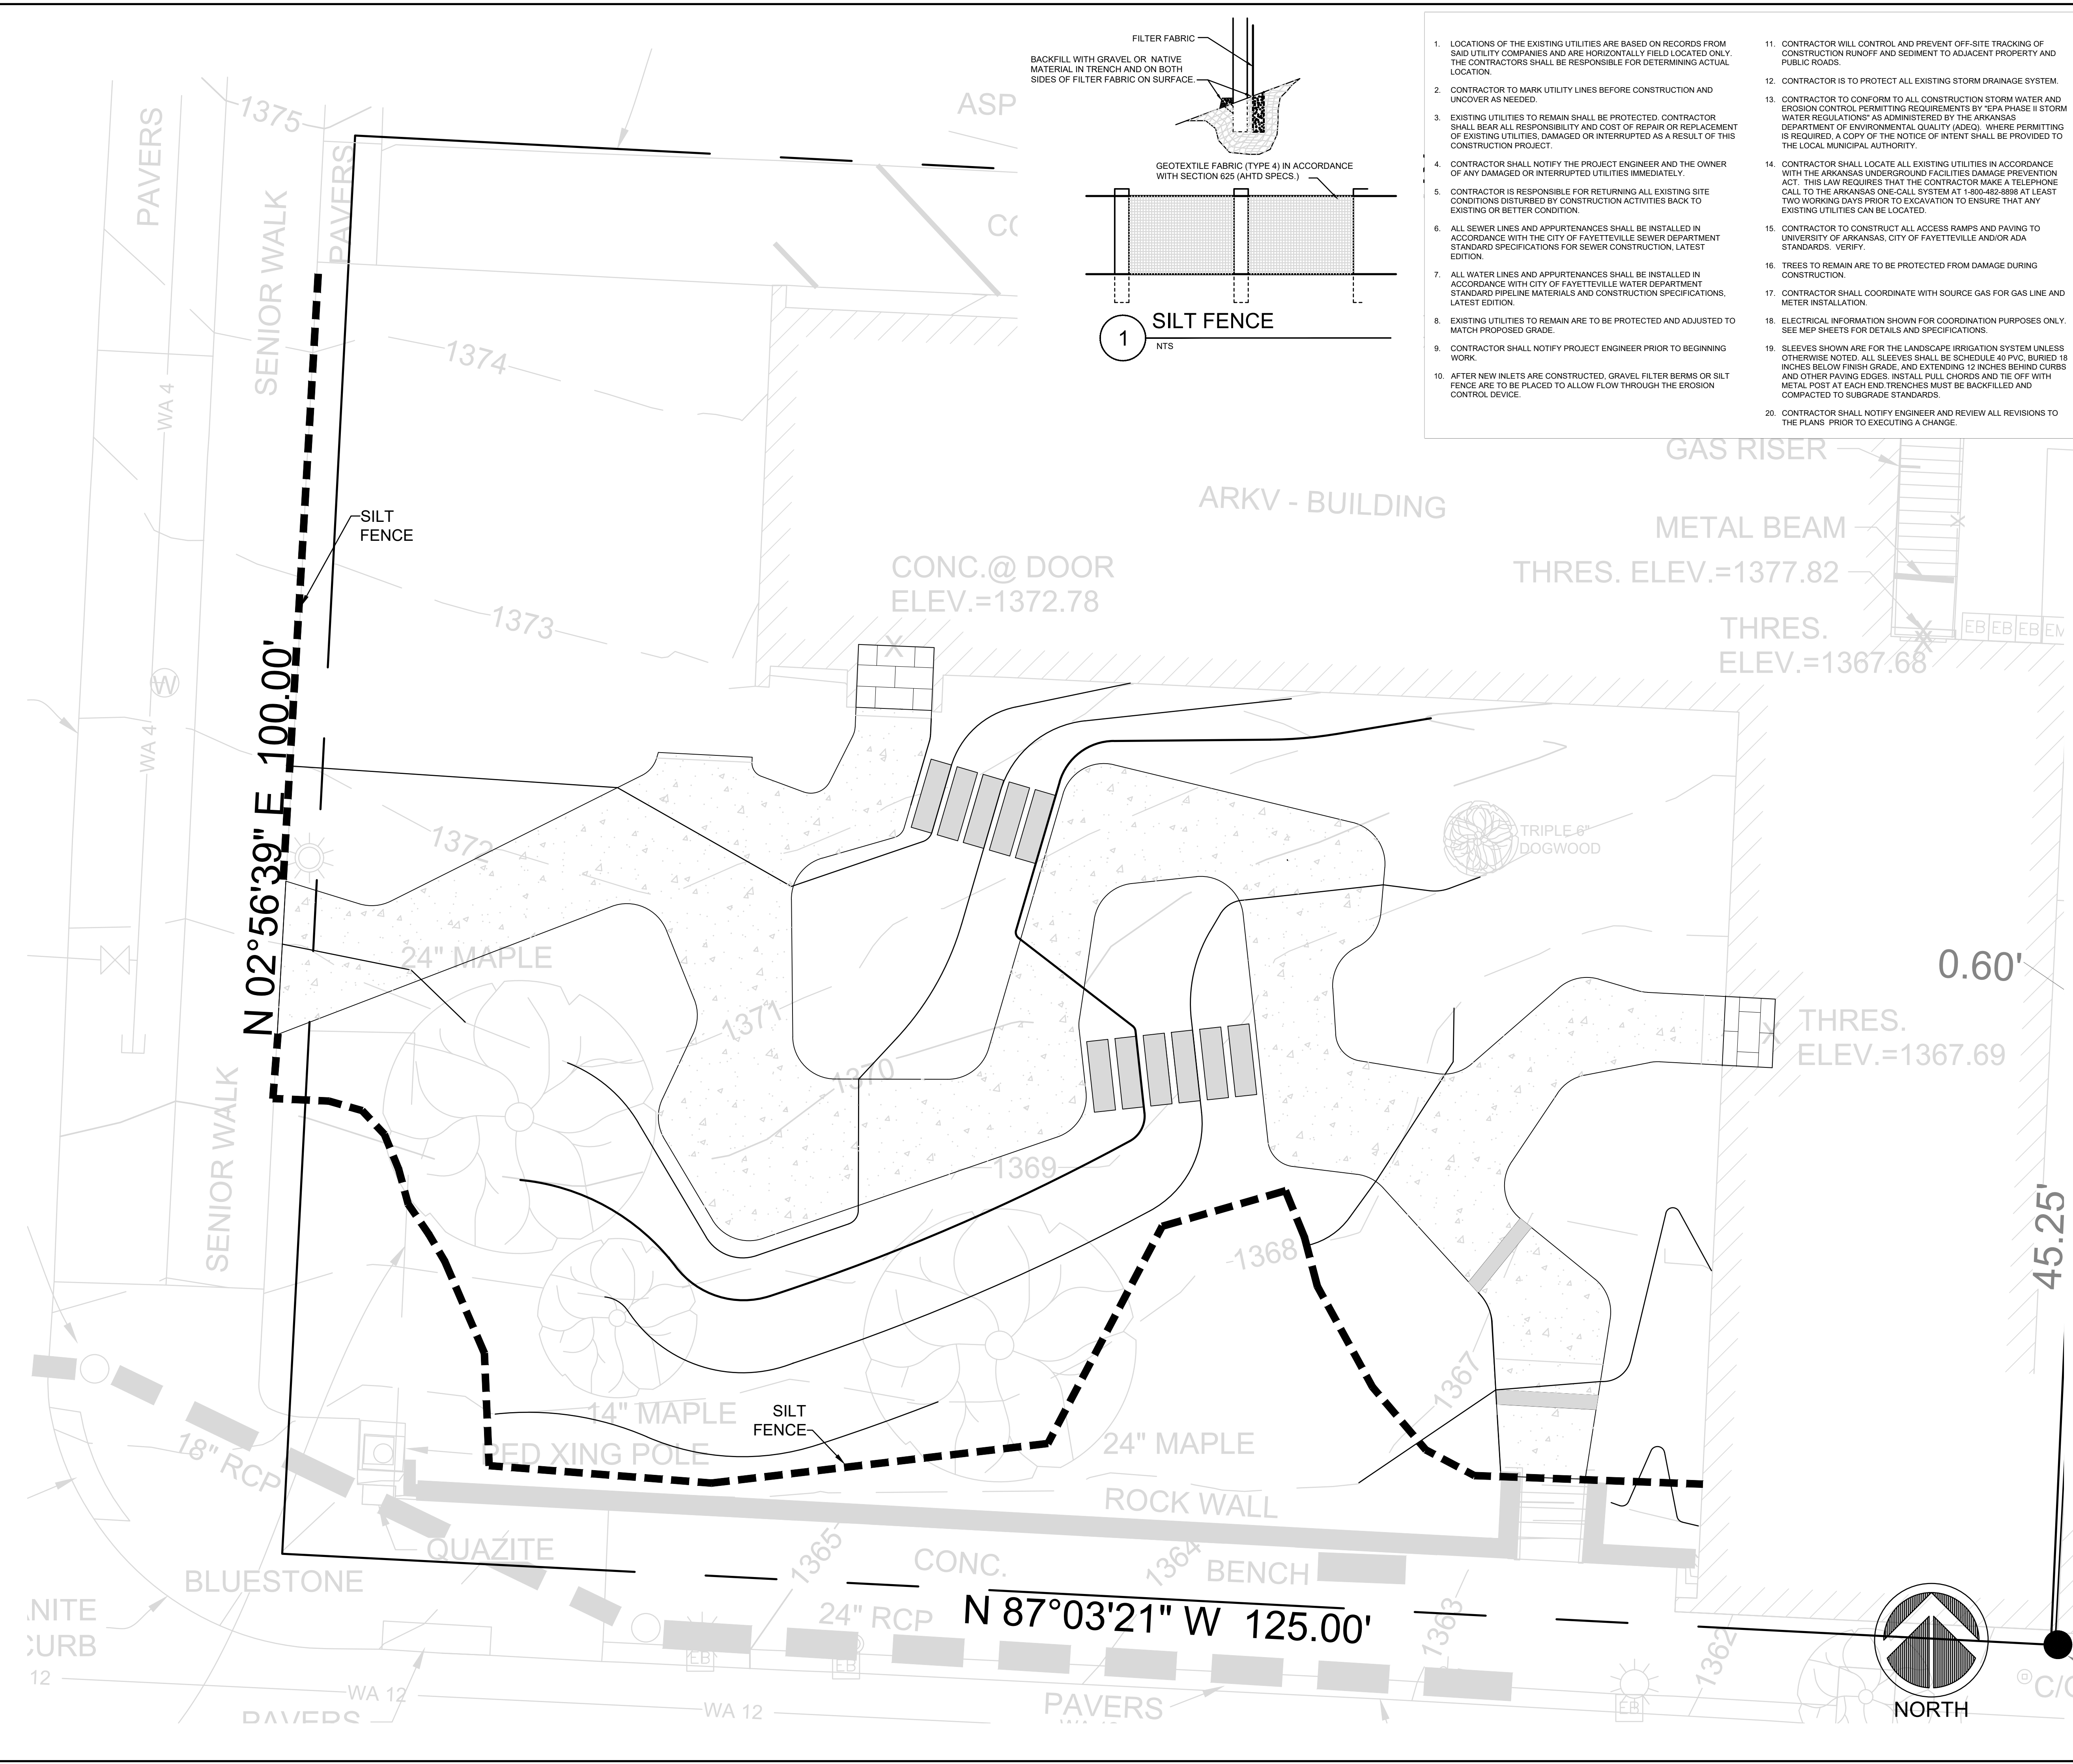 FILTER FABRIC
BACKFILL WITH GRAVEL OR NATIVE
MATERIAL IN TRENCH AND ON BOTH
SIDES OF FILTER FABRIC ON SURFACE.
GEOTEXTILE FABRIC (TYPE 4) IN ACCORDANCE
WITH SECTION 625 (AHTD SPECS.)
1
SILT FENCE
NTS
1. LOCATIONS OF THE EXISTING UTILITIES ARE BASED ON RECORDS FROM
SAID UTILITY COMPANIES AND ARE HORIZONTALLY FIELD LOCATED ONLY.
THE CONTRACTORS SHALL BE RESPONSIBLE FOR DETERMINING ACTUAL
LOCATION.
2. CONTRACTOR TO MARK UTILITY LINES BEFORE CONSTRUCTION AND
UNCOVER AS NEEDED.
3. EXISTING UTILITIES TO REMAIN SHALL BE PROTECTED. CONTRACTOR
SHALL BEAR ALL RESPONSIBILITY AND COST OF REPAIR OR REPLACEMENT
OF EXISTING UTILITIES, DAMAGED OR INTERRUPTED AS A RESULT OF THIS
CONSTRUCTION PROJECT.
4. CONTRACTOR SHALL NOTIFY THE PROJECT ENGINEER AND THE OWNER
OF ANY DAMAGED OR INTERRUPTED UTILITIES IMMEDIATELY.
5. CONTRACTOR IS RESPONSIBLE FOR RETURNING ALL EXISTING SITE
CONDITIONS DISTURBED BY CONSTRUCTION ACTIVITIES BACK TO
EXISTING OR BETTER CONDITION.
6. ALL SEWER LINES AND APPURTENANCES SHALL BE INSTALLED IN
ACCORDANCE WITH THE CITY OF FAYETTEVILLE SEWER DEPARTMENT
STANDARD SPECIFICATIONS FOR SEWER CONSTRUCTION, LATEST
EDITION.
7. ALL WATER LINES AND APPURTENANCES SHALL BE INSTALLED IN
ACCORDANCE WITH CITY OF FAYETTEVILLE WATER DEPARTMENT
STANDARD PIPELINE MATERIALS AND CONSTRUCTION SPECIFICATIONS,
LATEST EDITION.
8. EXISTING UTILITIES TO REMAIN ARE TO BE PROTECTED AND ADJUSTED TO
MATCH PROPOSED GRADE.
9. CONTRACTOR SHALL NOTIFY PROJECT ENGINEER PRIOR TO BEGINNING
WORK.
10. AFTER NEW INLETS ARE CONSTRUCTED, GRAVEL FILTER BERMS OR SILT
FENCE ARE TO BE PLACED TO ALLOW FLOW THROUGH THE EROSION
CONTROL DEVICE.
11. CONTRACTOR WILL CONTROL AND PREVENT OFF-SITE TRACKING OF
CONSTRUCTION RUNOFF AND SEDIMENT TO ADJACENT PROPERTY AND
PUBLIC ROADS.
12. CONTRACTOR IS TO PROTECT ALL EXISTING STORM DRAINAGE SYSTEM.
13. CONTRACTOR TO CONFORM TO ALL CONSTRUCTION STORM WATER AND
EROSION CONTROL PERMITTING REQUIREMENTS BY "EPA PHASE II STORM
WATER REGULATIONS" AS ADMINISTERED BY THE ARKANSAS
DEPARTMENT OF ENVIRONMENTAL QUALITY (ADEQ). WHERE PERMITTING
IS REQUIRED, A COPY OF THE NOTICE OF INTENT SHALL BE PROVIDED TO
THE LOCAL MUNICIPAL AUTHORITY.
14. CONTRACTOR SHALL LOCATE ALL EXISTING UTILITIES IN ACCORDANCE
WITH THE ARKANSAS UNDERGROUND FACILITIES DAMAGE PREVENTION
ACT. THIS LAW REQUIRES THAT THE CONTRACTOR MAKE A TELEPHONE
CALL TO THE ARKANSAS ONE-CALL SYSTEM AT 1-800-482-8898 AT LEAST
TWO WORKING DAYS PRIOR TO EXCAVATION TO ENSURE THAT ANY
EXISTING UTILITIES CAN BE LOCATED.
15. CONTRACTOR TO CONSTRUCT ALL ACCESS RAMPS AND PAVING TO
UNIVERSITY OF ARKANSAS, CITY OF FAYETTEVILLE AND/OR ADA
STANDARDS. VERIFY.
16. TREES TO REMAIN ARE TO BE PROTECTED FROM DAMAGE DURING
CONSTRUCTION.
17. CONTRACTOR SHALL COORDINATE WITH SOURCE GAS FOR GAS LINE AND
METER INSTALLATION.
18. ELECTRICAL INFORMATION SHOWN FOR COORDINATION PURPOSES ONLY.
SEE MEP SHEETS FOR DETAILS AND SPECIFICATIONS.
19. SLEEVES SHOWN ARE FOR THE LANDSCAPE IRRIGATION SYSTEM UNLESS
OTHERWISE NOTED. ALL SLEEVES SHALL BE SCHEDULE 40 PVC, BURIED 18
INCHES BELOW FINISH GRADE, AND EXTENDING 12 INCHES BEHIND CURBS
AND OTHER PAVING EDGES. INSTALL PULL CHORDS AND TIE OFF WITH
METAL POST AT EACH END.TRENCHES MUST BE BACKFILLED AND
COMPACTED TO SUBGRADE STANDARDS.
20. CONTRACTOR SHALL NOTIFY ENGINEER AND REVIEW ALL REVISIONS TO
THE PLANS PRIOR TO EXECUTING A CHANGE.
PAVERS
1375
PAVERS
SENIOR WALK
ASP
CO
1374
WA 4
SILT
FENCE
1373
CONC.@ DOOR
ELEV.=1372.78
X
ARKV - BUILDING
GAS RISER
METAL BEAM
THRES. ELEV.=1377.82
THRES.
ELEV.=1367.68
X
EB EB EB EM
W
WA 4
N 02°56'39" E 100.00'
1372
24" MAPLE
1371
1370
1369
1368
1367
TRIPLE 6"
DOGWOOD
0.60'
THRES.
ELEV.=1367.69
X
45.25'
SENIOR WALK
14" MAPLE
SILT
FENCE
24" MAPLE
18" RCP
PED XING POLE
ROCK WALL
QUAZITE
BLUESTONE
1365
CONC.
1364
BENCH
24" RCP
N 87°03'21" W 125.00'
1363
1362
NITE
CURB
12
EB
EB
EB
WA 12
WA 12
PAVERS
PAVERS
NORTH
C/